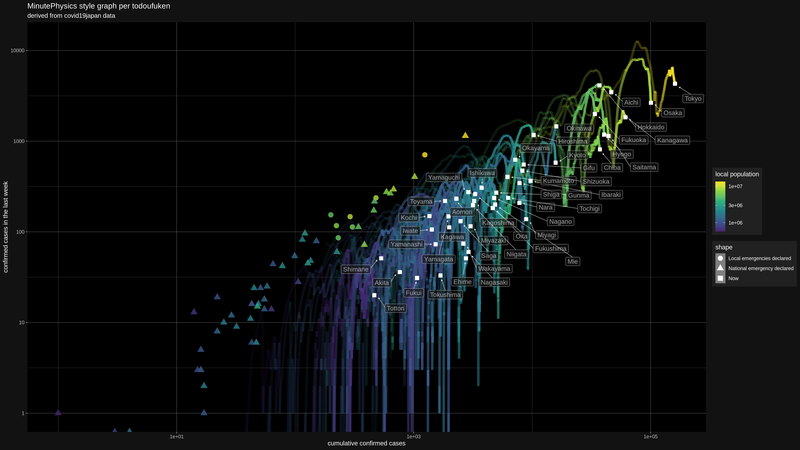 MinutePhysics style graph per todoufuken
derived from covid19japan data
10000
1000
100
10
1
confirmed cases in the last week
1e+01
1e+03
1e+05
cumulative confirmed cases
Tokyo
Osaka
Aichi
Hokkaido
Kanagawa
Okinawa
Fukuoka
Hiroshima
Hyogo
Okayama
Kyoto
Saitama
Chiba
Gifu
Ishikawa
Yamaguchi
Kumamoto
Shizuoka
Shiga
Gunma
Ibaraki
Toyama
Nara
Tochigi
Aomori
Kochi
Kagoshima
Nagano
Iwate
Kagawa
Oita
Miyagi
Yamanashi
Miyazaki
Fukushima
Saga
Niigata
Mie
Yamagata
Shimane
Wakayama
Akita
Ehime
Nagasaki
Fukui
Tokushima
Tottori
local population
1e+07
3e+06
1e+06
shape
Local emergencies declared
National emergency declared
Now